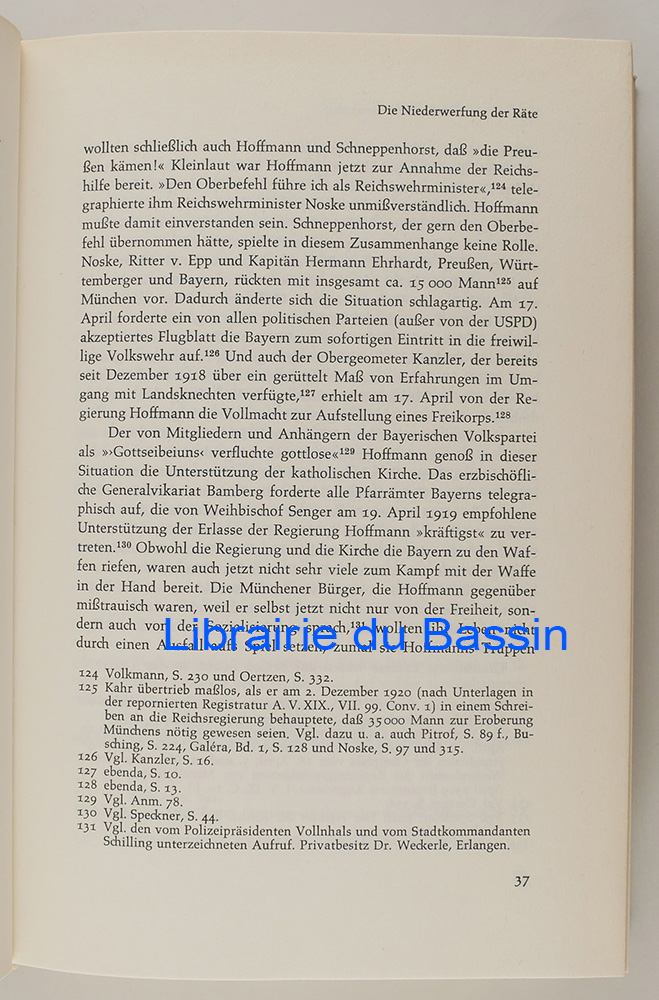 Die Niederwerfung der Räte
wollten schließlich auch Hoffmann und Schneppenhorst, daß »die Preu-
ßen kämen!« Kleinlaut war Hoffmann jetzt zur Annahme der Reichs-
hilfe bereit. »Den Oberbefehl führe ich als Reichswehrminister«,124 tele-
graphierte ihm Reichswehrminister Noske unmißverständlich. Hoffmann
mußte damit einverstanden sein. Schneppenhorst, der gern den Oberbe-
fehl übernommen hätte, spielte in diesem Zusammenhange keine Rolle.
Noske, Ritter v. Epp und Kapitän Hermann Ehrhardt, Preußen, Würt-
temberger und Bayern, rückten mit insgesamt ca. 15 000 Mann125 auf
München vor. Dadurch änderte sich die Situation schlagartig. Am 17.
April forderte ein von allen politischen Parteien (außer von der USPD)
akzeptiertes Flugblatt die Bayern zum sofortigen Eintritt in die freiwil-
lige Volkswehr auf.126 Und auch der Obergeometer Kanzler, der bereits
seit Dezember 1918 über ein gerüttelt Maß von Erfahrungen im Um-
gang mit Landsknechten verfügte,127 erhielt am 17. April von der Re-
gierung Hoffmann die Vollmacht zur Aufstellung eines Freikorps.128
Der von Mitgliedern und Anhängern der Bayerischen Volkspartei
als »›Gottseibeiuns‹ verfluchte gottlose«129 Hoffmann genoß in dieser
Situation die Unterstützung der katholischen Kirche. Das erzbischöfli-
che Generalvikariat Bamberg forderte alle Pfarrämter Bayerns telegra-
phisch auf, die von Weihbischof Senger am 19. April 1919 empfohlene
Unterstützung der Erlasse der Regierung Hoffmann »kräftigst« zu ver-
treten.130 Obwohl die Regierung und die Kirche die Bayern zu den Waf-
fen riefen, waren auch jetzt nicht sehr viele zum Kampf mit der Waffe
in der Hand bereit. Die Münchener Bürger, die Hoffmann gegenüber
mißtrauisch waren, weil er selbst jetzt nicht nur von der Freiheit, son-
dern auch von der Sozialisierung sprach,131 wollten ihr Leben nicht
durch einen Ausfall aufs Spiel setzen, zumal sie Hoffmanns Truppen
Librairie du Bassin
124 Volkmann, S. 230 und Oertzen, S. 332.
125 Kahr übertrieb maßlos, als er am 2. Dezember 1920 (nach Unterlagen in
der repornierten Registratur A. V. XIX., VII. 99. Conv. 1) in einem Schrei-
ben an die Reichsregierung behauptete, daß 35 000 Mann zur Eroberung
Münchens nötig gewesen seien. Vgl. dazu u. a. auch Pitrof, S. 89 f., Bu-
sching, S. 224, Galéra, Bd. 1, S. 128 und Noske, S. 97 und 315.
126 Vgl. Kanzler, S. 16.
127 ebenda, S. 10.
128 ebenda, S. 13.
129 Vgl. Anm. 78.
130 Vgl. Speckner, S. 44.
131 Vgl. den vom Polizeipräsidenten Vollnhals und vom Stadtkommandanten
Schilling unterzeichneten Aufruf. Privatbesitz Dr. Weckerle, Erlangen.
37